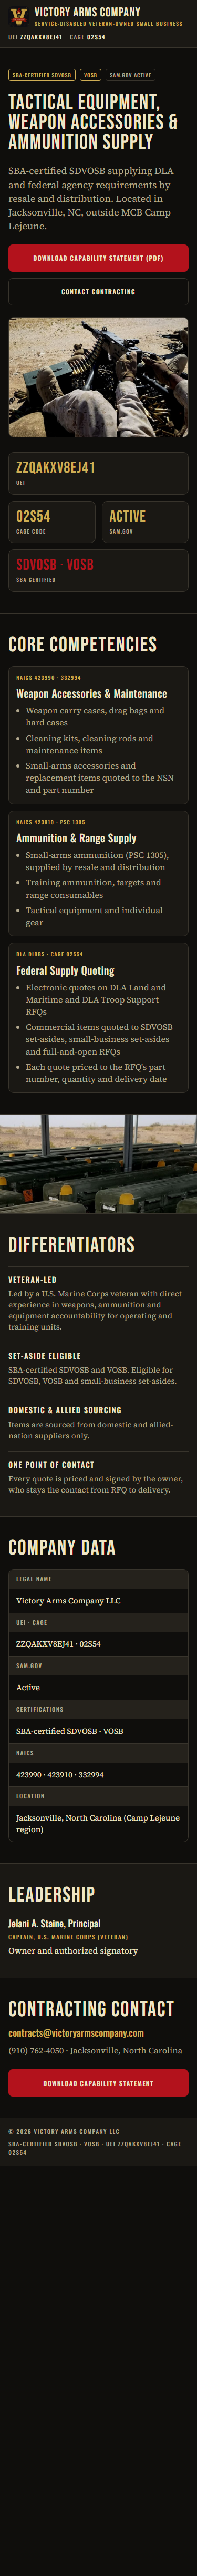 VICTORY ARMS COMPANY
SERVICE-DISABLED VETERAN-OWNED SMALL BUSINESS
UEI ZZQAKXV8EJ41 CAGE 02S54
SBA-CERTIFIED SDVOSB VOSB SAM.GOV ACTIVE
TACTICAL EQUIPMENT,
WEAPON ACCESSORIES &
AMMUNITION SUPPLY
SBA-certified SDVOSB supplying DLA
and federal agency requirements by
resale and distribution. Located in
Jacksonville, NC, outside MCB Camp
Lejeune.
DOWNLOAD CAPABILITY STATEMENT (PDF)
CONTACT CONTRACTING
ZZQAKXV8EJ41
UEI
02S54
CAGE CODE
ACTIVE
SAM.GOV
SDVOSB · VOSB
SBA CERTIFIED
CORE COMPETENCIES
NAICS 423990 · 332994
Weapon Accessories & Maintenance
• Weapon carry cases, drag bags and
hard cases
• Cleaning kits, cleaning rods and
maintenance items
• Small-arms accessories and
replacement items quoted to the NSN
and part number
NAICS 423910 · PSC 1305
Ammunition & Range Supply
• Small-arms ammunition (PSC 1305),
supplied by resale and distribution
• Training ammunition, targets and
range consumables
• Tactical equipment and individual
gear
DLA DIBBS · CAGE 02S54
Federal Supply Quoting
• Electronic quotes on DLA Land and
Maritime and DLA Troop Support
RFQs
• Commercial items quoted to SDVOSB
set-asides, small-business set-asides
and full-and-open RFQs
• Each quote priced to the RFQ's part
number, quantity and delivery date
DIFFERENTIATORS
VETERAN-LED
Led by a U.S. Marine Corps veteran with direct
experience in weapons, ammunition and
equipment accountability for operating and
training units.
SET-ASIDE ELIGIBLE
SBA-certified SDVOSB and VOSB. Eligible for
SDVOSB, VOSB and small-business set-asides.
DOMESTIC & ALLIED SOURCING
Items are sourced from domestic and allied-
nation suppliers only.
ONE POINT OF CONTACT
Every quote is priced and signed by the owner,
who stays the contact from RFQ to delivery.
COMPANY DATA
LEGAL NAME
Victory Arms Company LLC
UEI · CAGE
ZZQAKXV8EJ41 · 02S54
SAM.GOV
Active
CERTIFICATIONS
SBA-certified SDVOSB · VOSB
NAICS
423990 · 423910 · 332994
LOCATION
Jacksonville, North Carolina (Camp Lejeune
region)
LEADERSHIP
Jelani A. Staine, Principal
CAPTAIN, U.S. MARINE CORPS (VETERAN)
Owner and authorized signatory
CONTRACTING CONTACT
contracts@victoryarmscompany.com
(910) 762-4050 · Jacksonville, North Carolina
DOWNLOAD CAPABILITY STATEMENT
© 2026 VICTORY ARMS COMPANY LLC
SBA-CERTIFIED SDVOSB · VOSB · UEI ZZQAKXV8EJ41 · CAGE
02S54